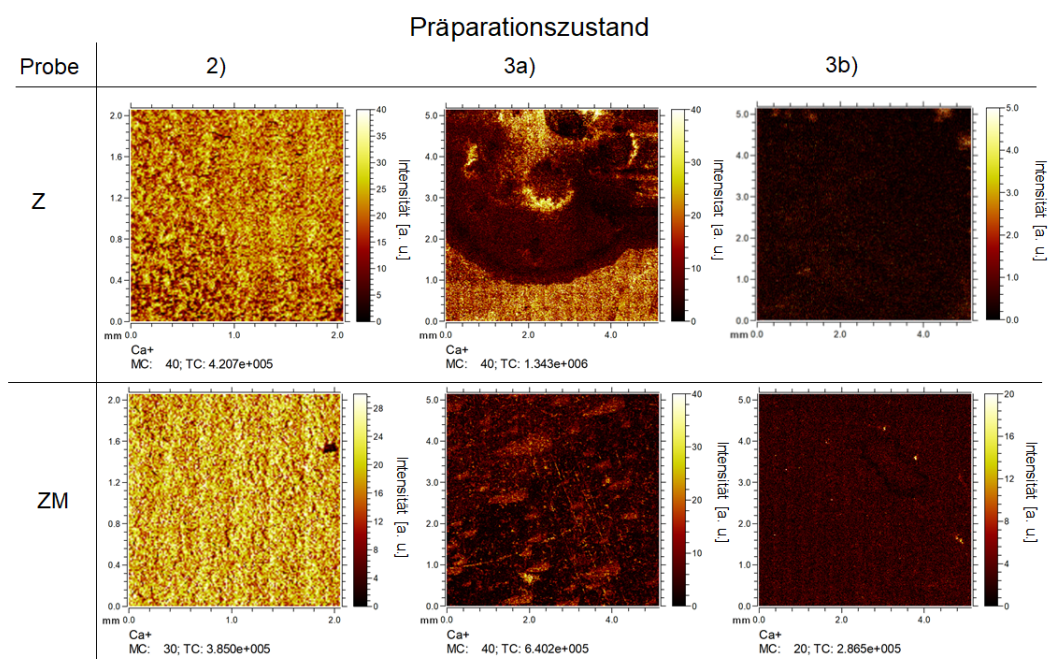 Präparationszustand
Probe 2) 3a) 3b)
Z
2.0
1.6
1.2
0.8
0.4
0.0
mm 0.0 1.0 2.0
40
35
30
25
20
15
10
5
0
Intensität [a. u.]
Ca+
MC: 40; TC: 4.207e+005
5.0
4.0
3.0
2.0
1.0
0.0
mm 0.0 2.0 4.0
40
30
20
10
0
Intensität [a. u.]
Ca+
MC: 40; TC: 1.343e+006
5.0
4.0
3.0
2.0
1.0
0.0
mm 0.0 2.0 4.0
5.0
4.0
3.0
2.0
1.0
0.0
Intensität [a. u.]
ZM
2.0
1.6
1.2
0.8
0.4
0.0
mm 0.0 1.0 2.0
28
24
20
16
12
8
4
0
Intensität [a. u.]
Ca+
MC: 30; TC: 3.850e+005
5.0
4.0
3.0
2.0
1.0
0.0
mm 0.0 2.0 4.0
40
30
20
10
0
Intensität [a. u.]
Ca+
MC: 40; TC: 6.402e+005
5.0
4.0
3.0
2.0
1.0
0.0
mm 0.0 2.0 4.0
20
16
12
8
4
0
Intensität [a. u.]
Ca+
MC: 20; TC: 2.865e+005